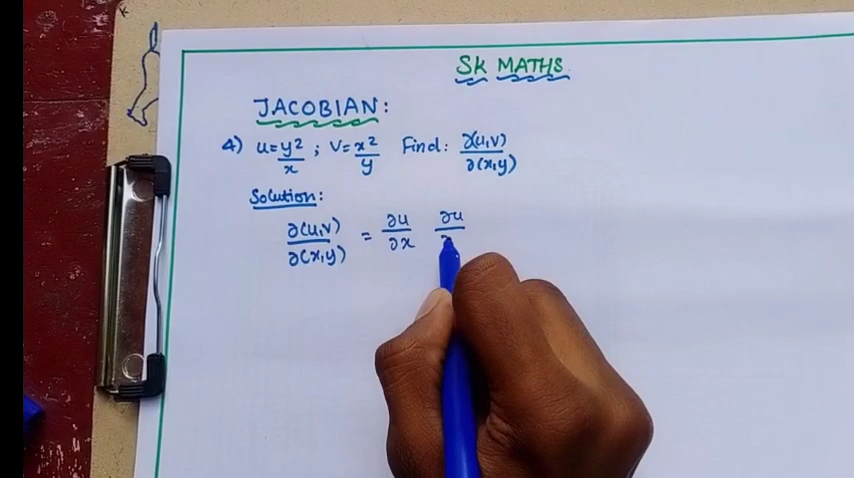 SK MATHS
JACOBIAN:
4) u=y²/x ; v=x²/y Find: ∂(u,v)/∂(x,y)
Solution:
∂(u,v)/∂(x,y) = ∂u/∂x ∂u/∂